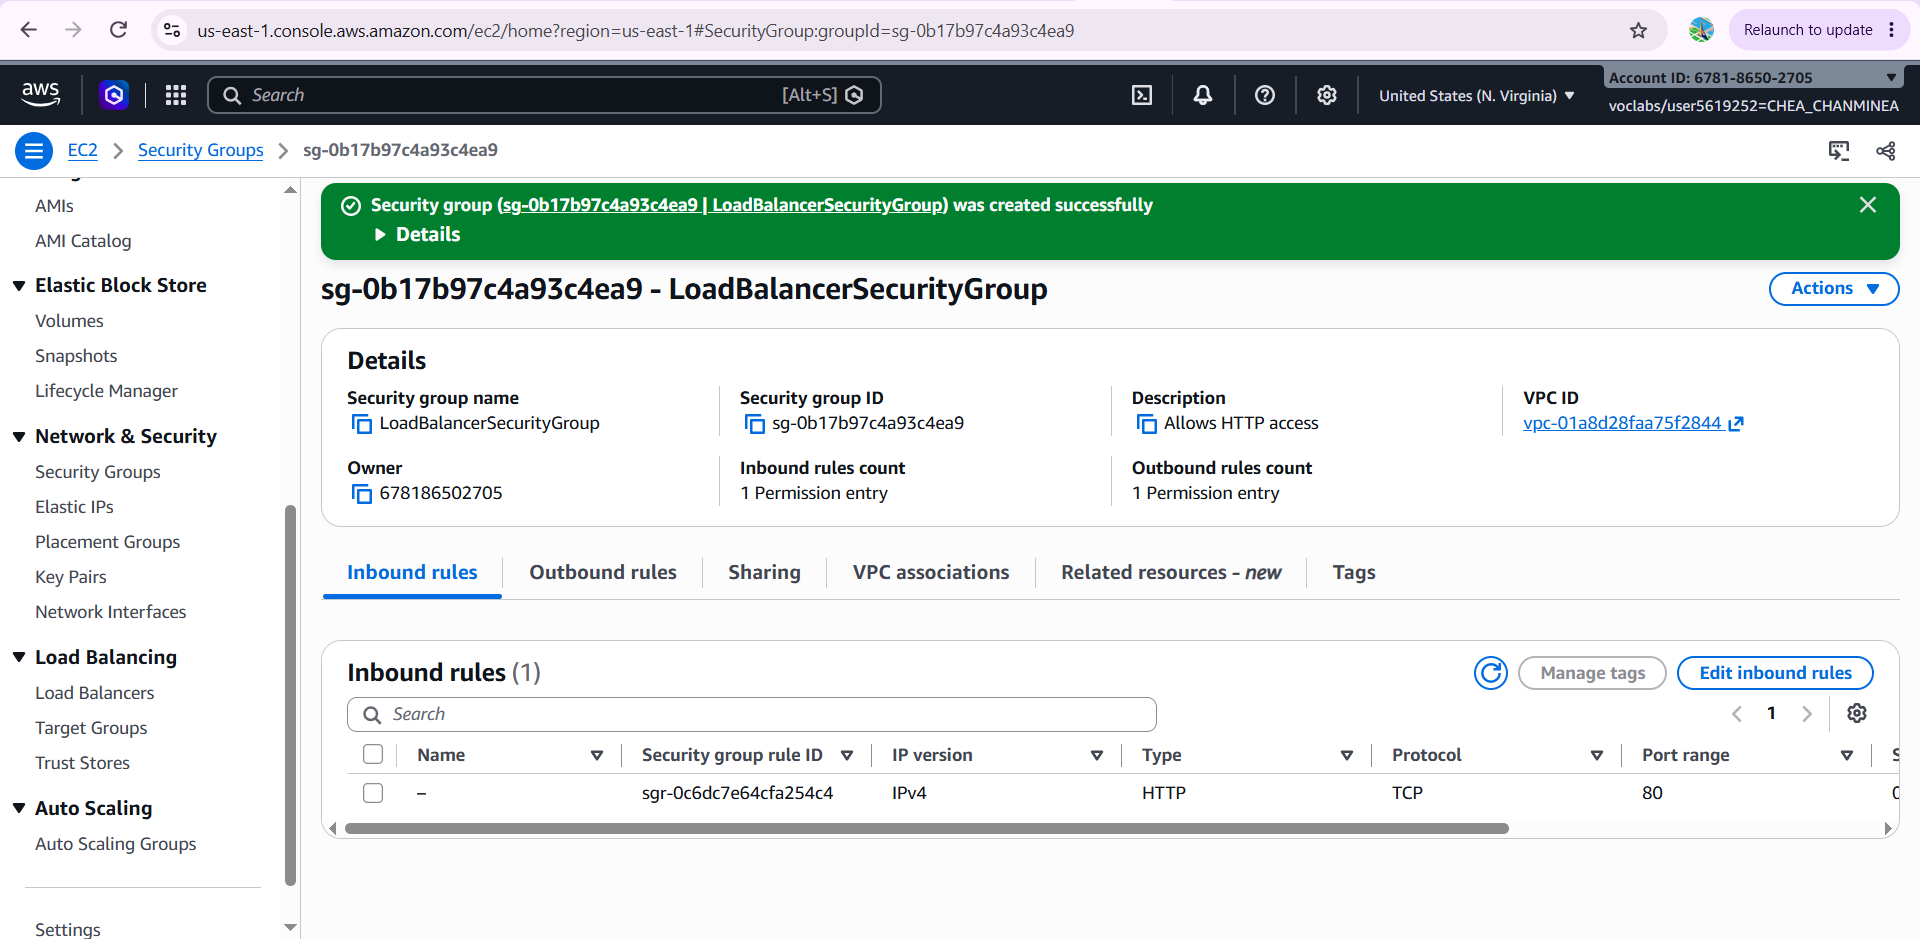 us-east-1.console.aws.amazon.com/ec2/home?region=us-east-1#SecurityGroup:groupId=sg-0b17b97c4a93c4ea9
Relaunch to update
aws
Search
[Alt+S]
United States (N. Virginia)
Account ID: 6781-8650-2705
voclabs/user5619252=CHEA_CHANMINEA
EC2
Security Groups
sg-0b17b97c4a93c4ea9
AMIs
AMI Catalog
Elastic Block Store
Volumes
Snapshots
Lifecycle Manager
Network & Security
Security Groups
Elastic IPs
Placement Groups
Key Pairs
Network Interfaces
Load Balancing
Load Balancers
Target Groups
Trust Stores
Auto Scaling
Auto Scaling Groups
Settings
Security group (sg-0b17b97c4a93c4ea9 | LoadBalancerSecurityGroup) was created successfully
Details
sg-0b17b97c4a93c4ea9 - LoadBalancerSecurityGroup
Actions
Details
Security group name
LoadBalancerSecurityGroup
Security group ID
sg-0b17b97c4a93c4ea9
Description
Allows HTTP access
VPC ID
vpc-01a8d28faa75f2844
Owner
678186502705
Inbound rules count
1 Permission entry
Outbound rules count
1 Permission entry
Inbound rules
Outbound rules
Sharing
VPC associations
Related resources - new
Tags
Inbound rules (1)
Manage tags
Edit inbound rules
Search
1
Name
Security group rule ID
IP version
Type
Protocol
Port range
–
sgr-0c6dc7e64cfa254c4
IPv4
HTTP
TCP
80